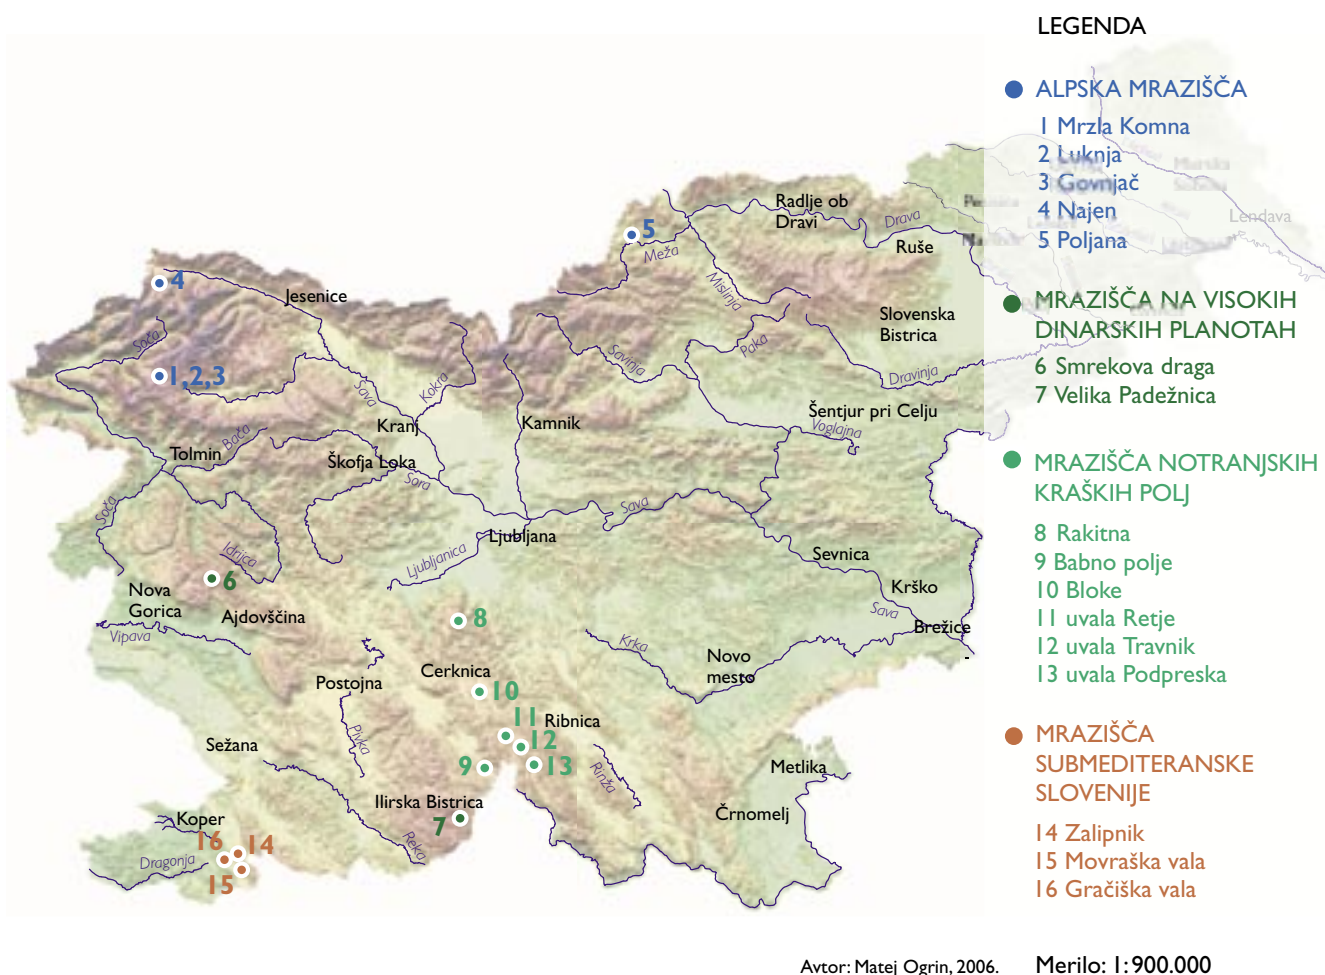 LEGENDA
ALPSKA MRAZIŠČA
1 Mrzla Komna
2 Luknja
3 Govnjač
4 Najen
5 Poljana
MRAZIŠČA NA VISOKIH
DINARSKIH PLANOTAH
6 Smrekova draga
7 Velika Padežnica
MRAZIŠČA NOTRANJSKIH
KRAŠKIH POLJ
8 Rakitna
9 Babno polje
10 Bloke
11 uvala Retje
12 uvala Travnik
13 uvala Podpreska
MRAZIŠČA
SUBMEDITERANSKE
SLOVENIJE
14 Zalipnik
15 Movraška vala
16 Gračiška vala
Lendava
Radlje ob
Dravi
Drava
Ruše
5
Meža
Mislinja
4
Jesenice
Slovenska
Bistrica
Soča
Savinja
Paka
Dravinja
1,2,3
Sava
Kokra
Šentjur pri Celju
Voglajna
Kranj
Kamnik
Bača
Tolmin
Škofja Loka
Sora
Soča
Sava
Ljubljana
Idrijca
Ljubljanica
Sevnica
6
Nova
Gorica
Ajdovščina
Krško
Sava
Brežice
Vipava
8
Krka
Novo
mesto
Cerknica
Postojna
10
11
Ribnica
12
Pivka
Sežana
9
13
Rinža
Metlika
Ilirska Bistrica
7
Črnomelj
Koper
16
14
Reka
Dragonja
15
Avtor: Matej Ogrin, 2006.
Merilo: 1:900.000